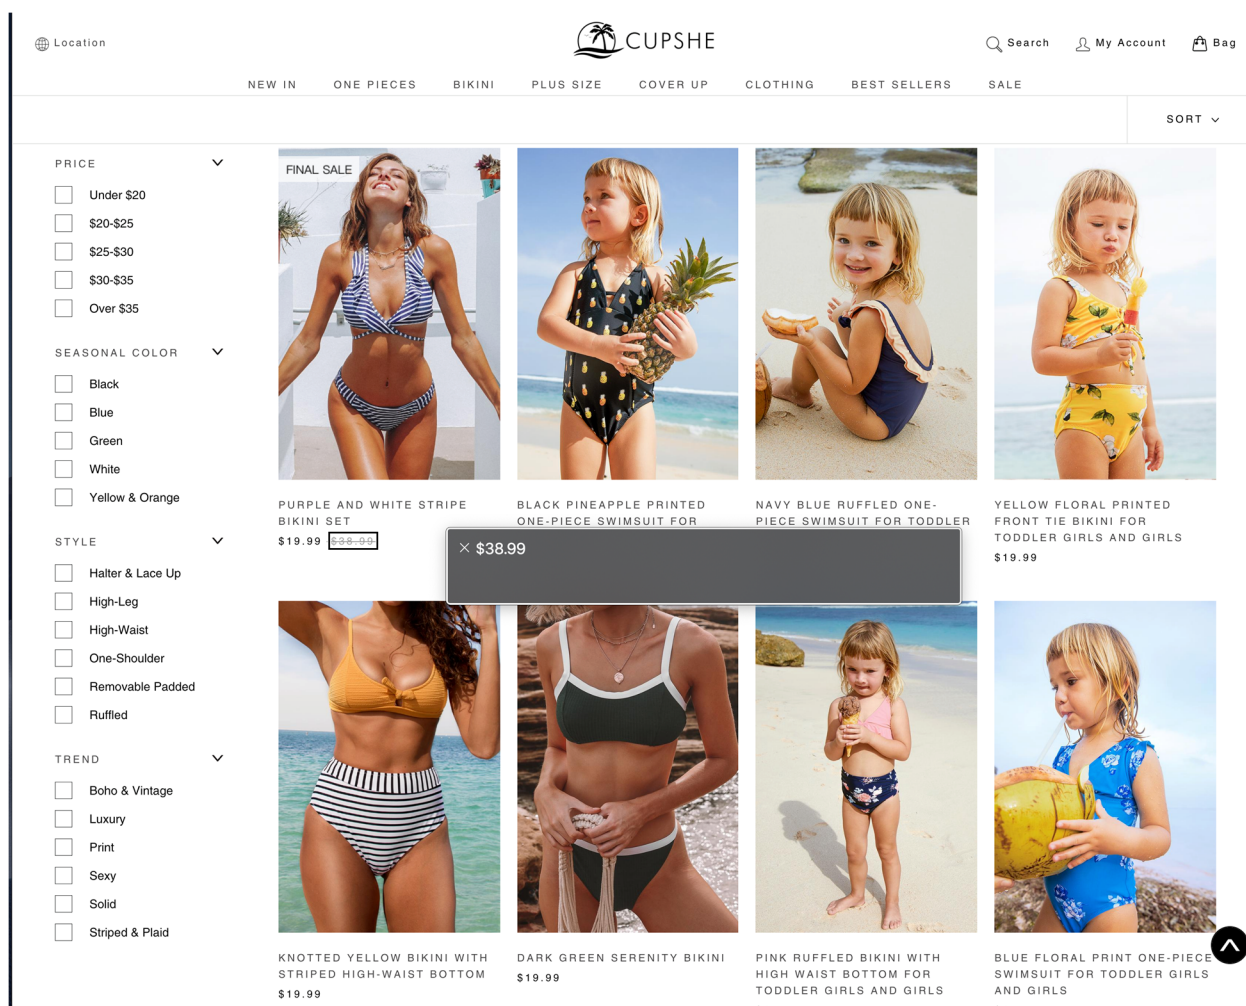 Location
CUPSHE
Search
My Account
Bag
NEW IN
ONE PIECES
BIKINI
PLUS SIZE
COVER UP
CLOTHING
BEST SELLERS
SALE
SORT
PRICE
Under $20
$20-$25
$25-$30
$30-$35
Over $35
SEASONAL COLOR
Black
Blue
Green
White
Yellow & Orange
STYLE
Halter & Lace Up
High-Leg
High-Waist
One-Shoulder
Removable Padded
Ruffled
TREND
Boho & Vintage
Luxury
Print
Sexy
Solid
Striped & Plaid
FINAL SALE
PURPLE AND WHITE STRIPE
BIKINI SET
$19.99 $38.99
BLACK PINEAPPLE PRINTED
ONE-PIECE SWIMSUIT FOR
NAVY BLUE RUFFLED ONE-
PIECE SWIMSUIT FOR TODDLER
YELLOW FLORAL PRINTED
FRONT TIE BIKINI FOR
TODDLER GIRLS AND GIRLS
$19.99
× $38.99
KNOTTED YELLOW BIKINI WITH
STRIPED HIGH-WAIST BOTTOM
$19.99
DARK GREEN SERENITY BIKINI
$19.99
PINK RUFFLED BIKINI WITH
HIGH WAIST BOTTOM FOR
TODDLER GIRLS AND GIRLS
BLUE FLORAL PRINT ONE-PIECE
SWIMSUIT FOR TODDLER GIRLS
AND GIRLS